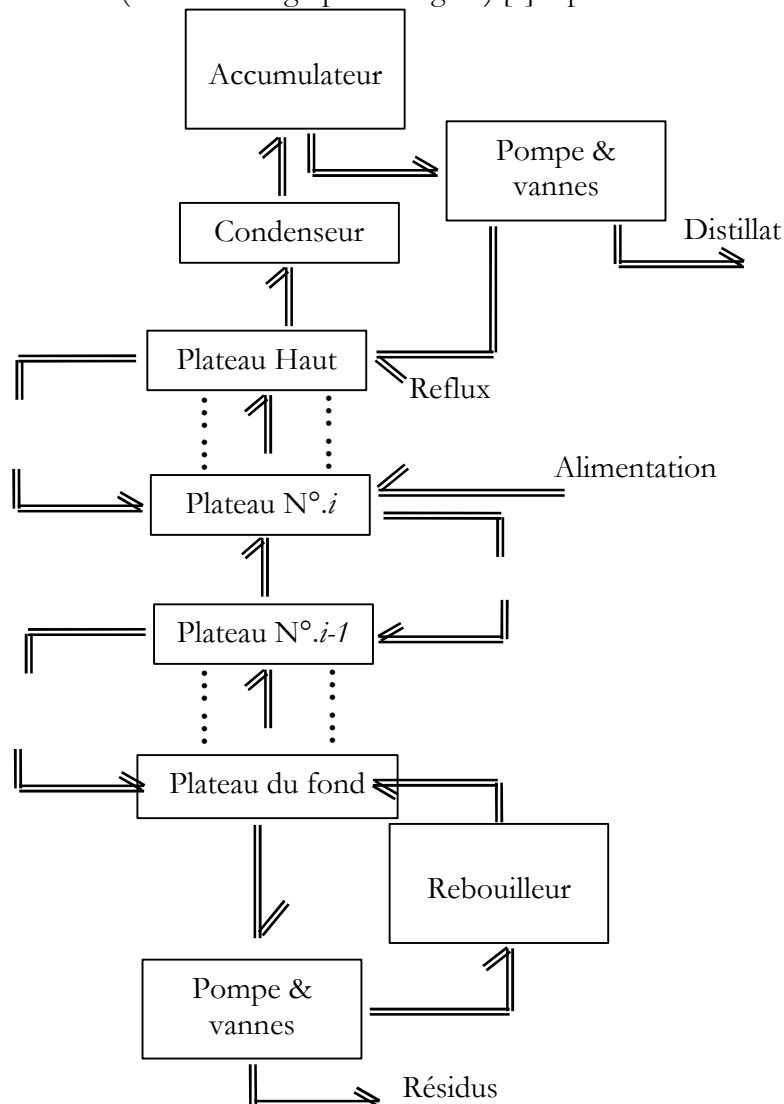 Accumulateur
Pompe &
vannes
Condenseur
Distillat
Plateau Haut
Reflux
Alimentation
Plateau N°.i
Plateau N°.i-1
Plateau du fond
Rebouilleur
Pompe &
vannes
Résidus